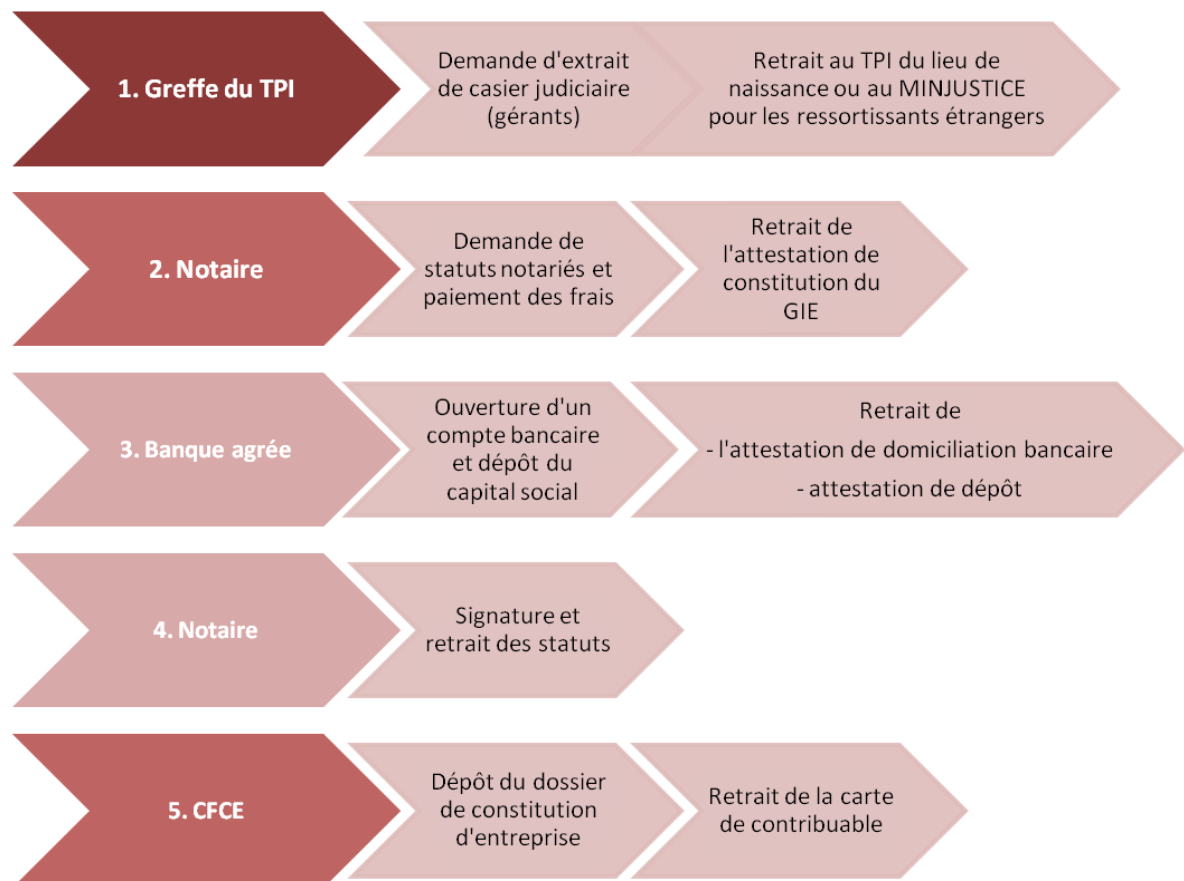 1. Greffe du TPI
Demande d'extrait
de casier judiciaire
(gérants)
Retrait au TPI du lieu de
naissance ou au MINJUSTICE
pour les ressortissants étrangers
2. Notaire
Demande de
statuts notariés et
paiement des frais
Retrait de
l'attestation de
constitution du
GIE
3. Banque agrée
Ouverture d'un
compte bancaire
et dépôt du
capital social
Retrait de
- l'attestation de domiciliation bancaire
- attestation de dépôt
4. Notaire
Signature et
retrait des statuts
5. CFCE
Dépôt du dossier
de constitution
d'entreprise
Retrait de la carte
de contribuable